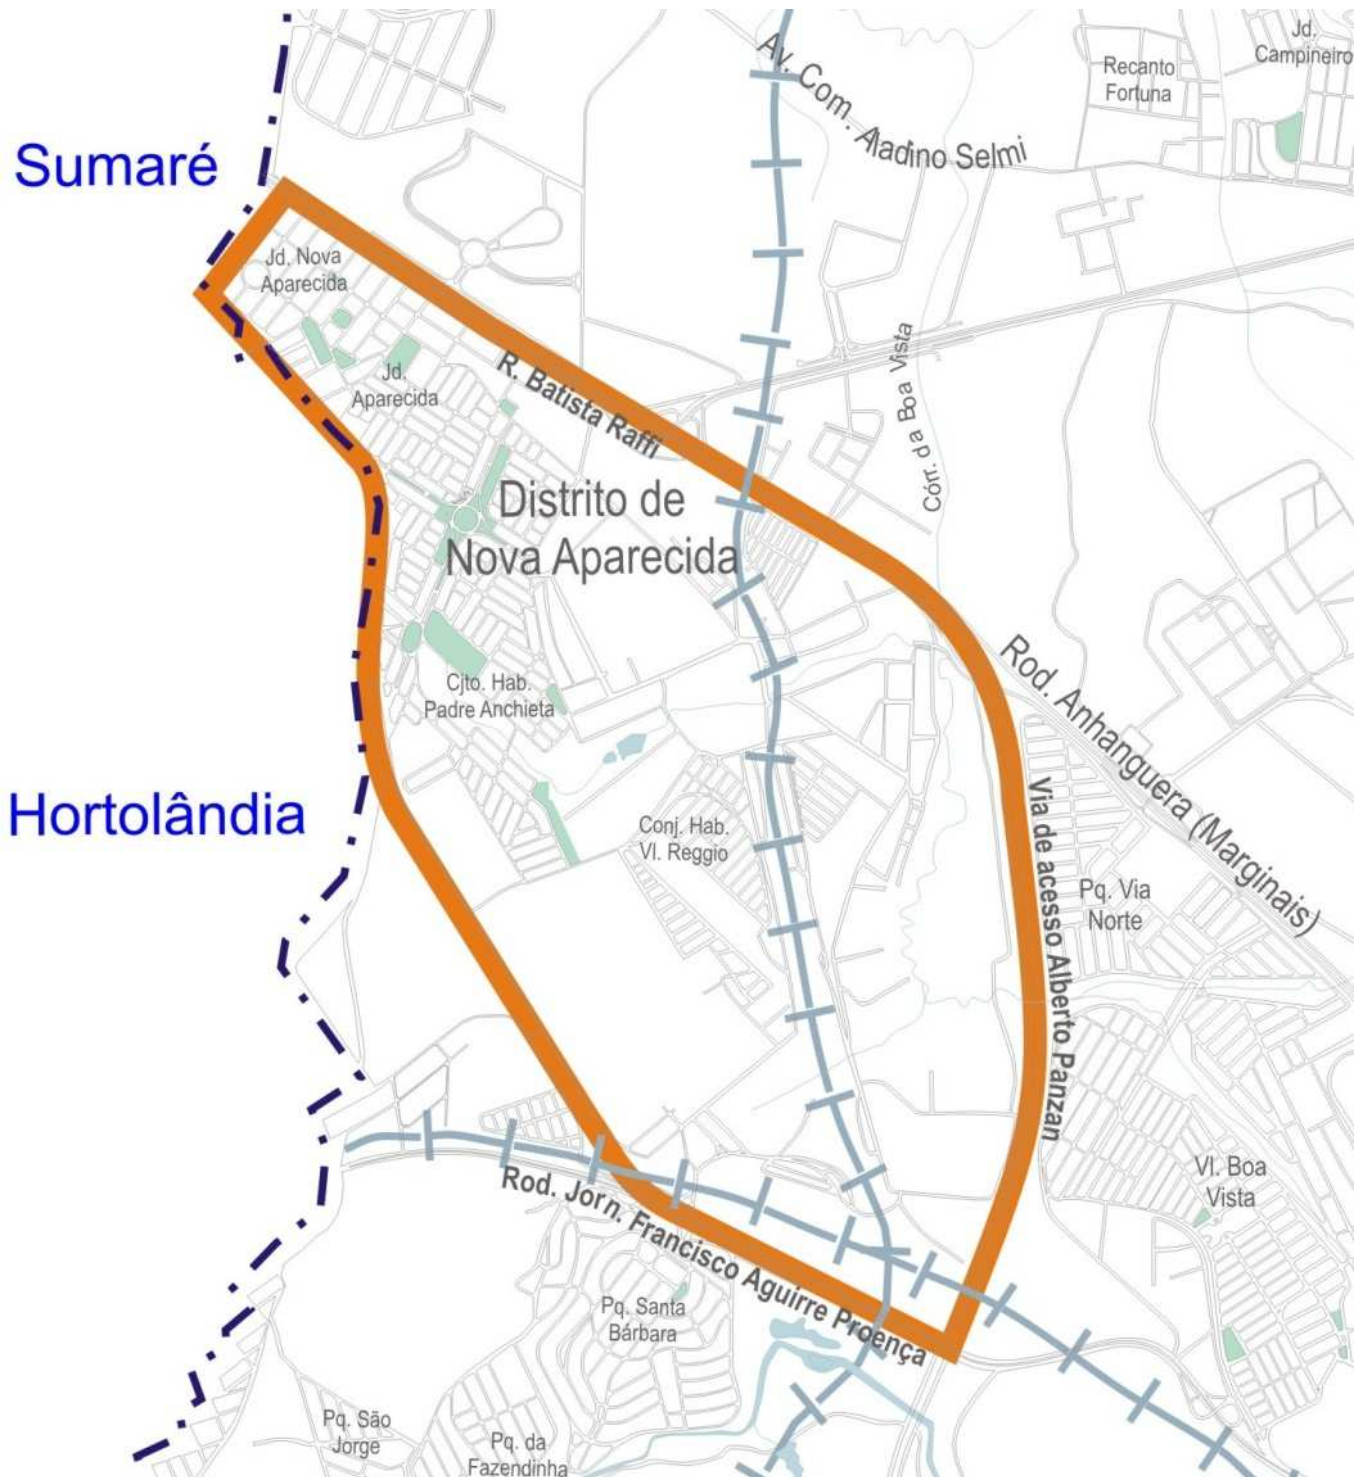 Jd.
Campineiro
Recanto
Fortuna
Av. Com. Aladino Selmi
Sumaré
Jd. Nova
Aparecida
Jd.
Aparecida
R. Batista Raffi
Córr. da Boa Vista
Distrito de
Nova Aparecida
Rod. Anhanguera (Marginais)
Cjto. Hab.
Padre Anchieta
Hortolândia
Conj. Hab.
Vl. Reggio
Via de acesso Alberto Panzan
Pq. Via
Norte
Vl. Boa
Vista
Rod. Jorn. Francisco Aguirre Proença
Pq. Santa
Bárbara
Pq. São
Jorge
Pq. da
Fazendinha